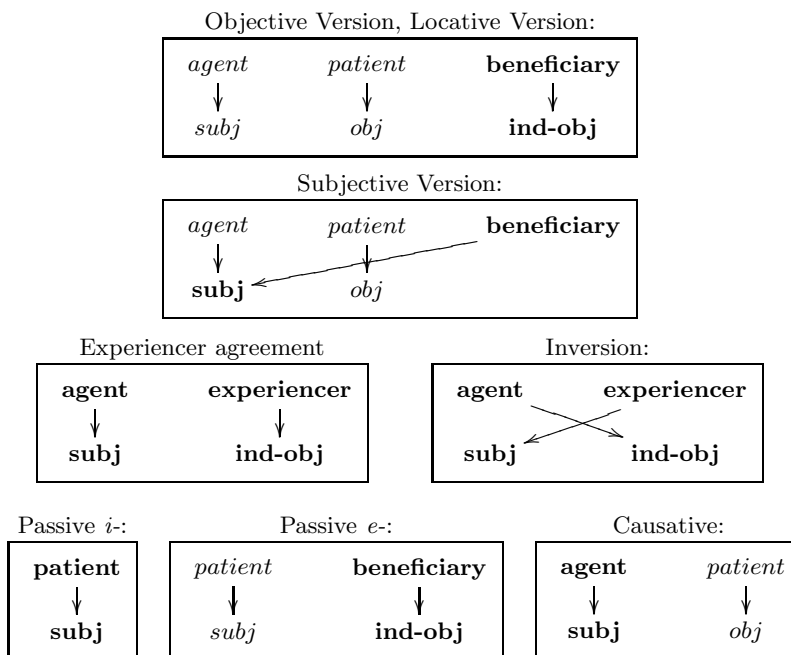 Objective Version, Locative Version:
agent patient beneficiary
subj obj ind-obj
Subjective Version:
agent patient beneficiary
subj obj
Experiencer agreement Inversion:
agent experiencer agent experiencer
subj ind-obj subj ind-obj
Passive i-: Passive e-: Causative:
patient patient beneficiary agent patient
subj subj ind-obj subj obj